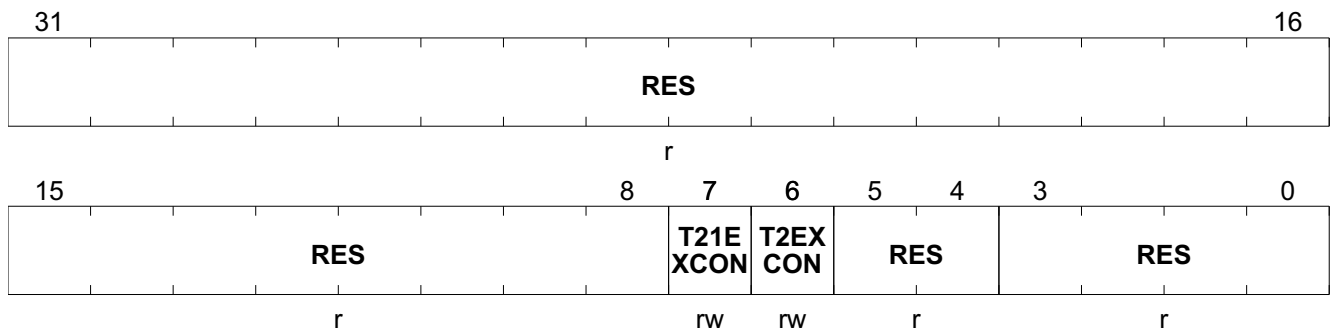 31 16
RES
r
15 8 7 6 5 4 3 0
RES T21E XCON T2EX CON RES RES
r rw rw r r